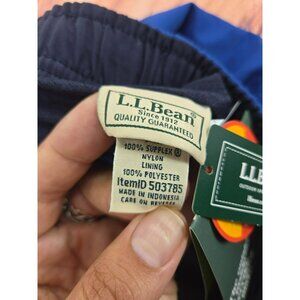 L.L.Bean
Since 1912
QUALITY GUARANTEED
100% SUPPLEX ®
NYLON
LINING
100% POLYESTER
ItemID 503785
MADE IN INDONESIA
CARE ON REVERSE